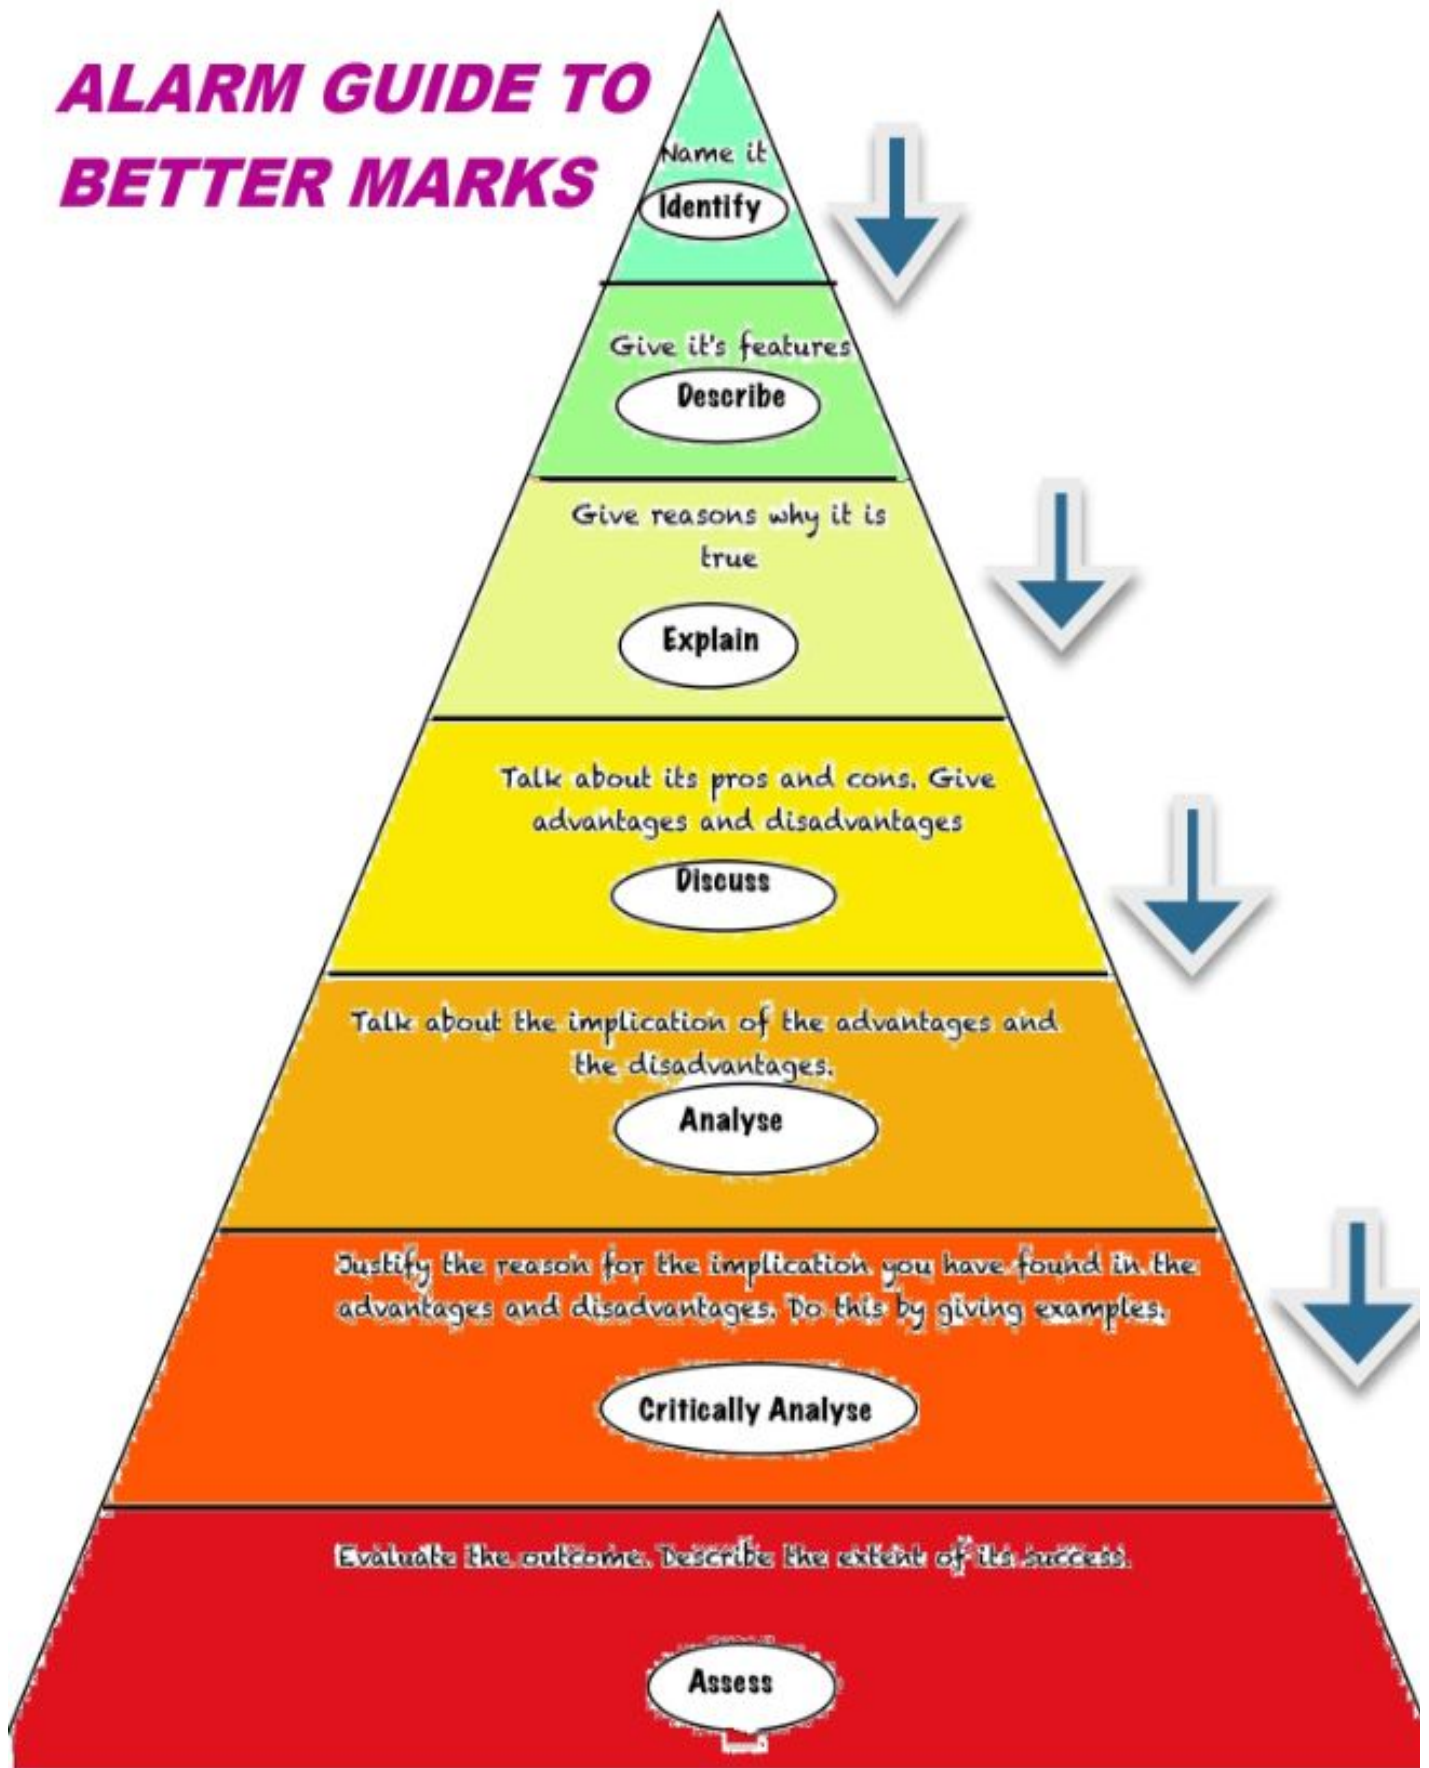 ALARM GUIDE TO
BETTER MARKS
Name it
Identify
Give it's features
Describe
Give reasons why it is
true
Explain
Talk about its pros and cons. Give
advantages and disadvantages
Discuss
Talk about the implication of the advantages and
the disadvantages.
Analyse
Justify the reason for the implication you have found in the
advantages and disadvantages. Do this by giving examples.
Critically Analyse
Evaluate the outcome. Describe the extent of its success.
Assess